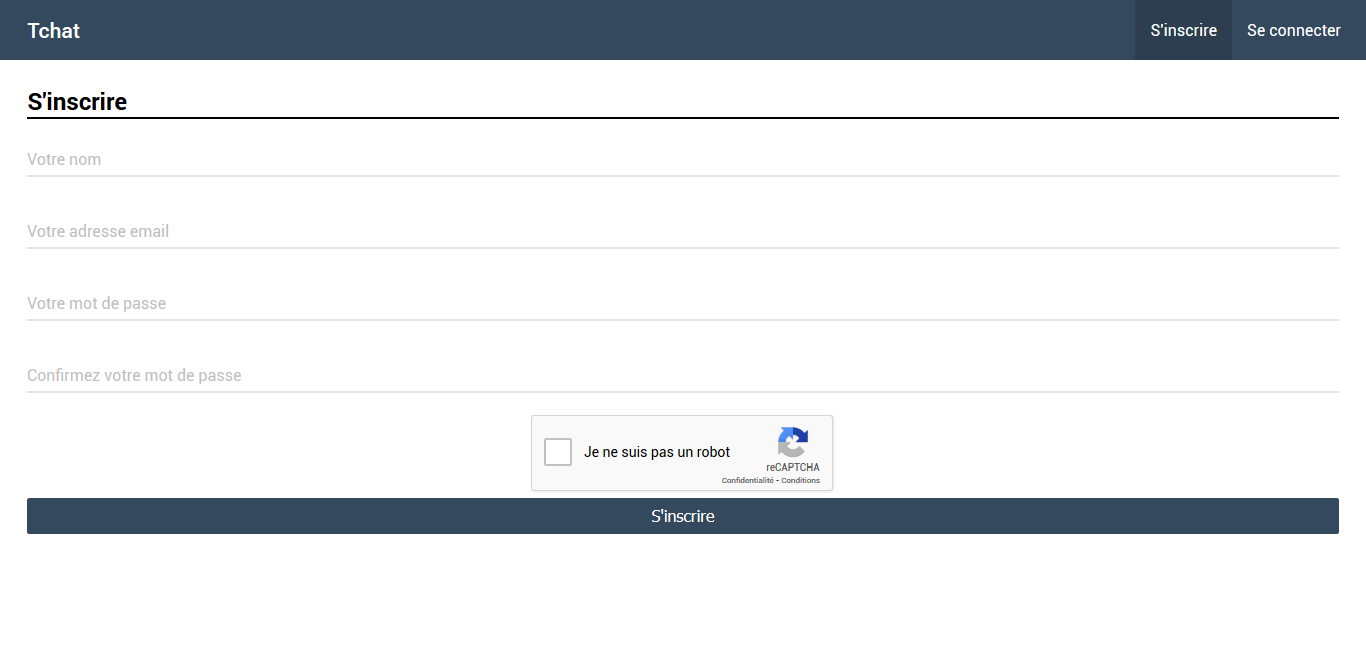 Tchat
S'inscrire
Se connecter
S'inscrire
Votre nom
Votre adresse email
Votre mot de passe
Confirmez votre mot de passe
Je ne suis pas un robot
reCAPTCHA
Confidentialité - Conditions
S'inscrire